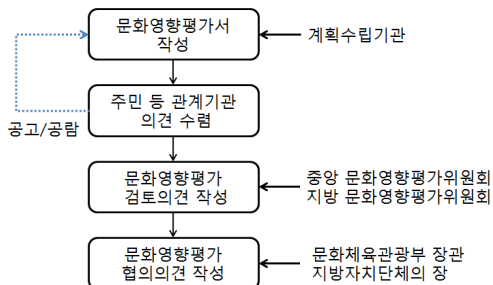 문화영향평가서
작성
계획수립기관
주민 등 관계기관
의견 수렴
공고/공람
문화영향평가
검토의견 작성
중앙 문화영향평가위원회
지방 문화영향평가위원회
문화영향평가
협의의견 작성
문화체육관광부 장관
지방자치단체의 장